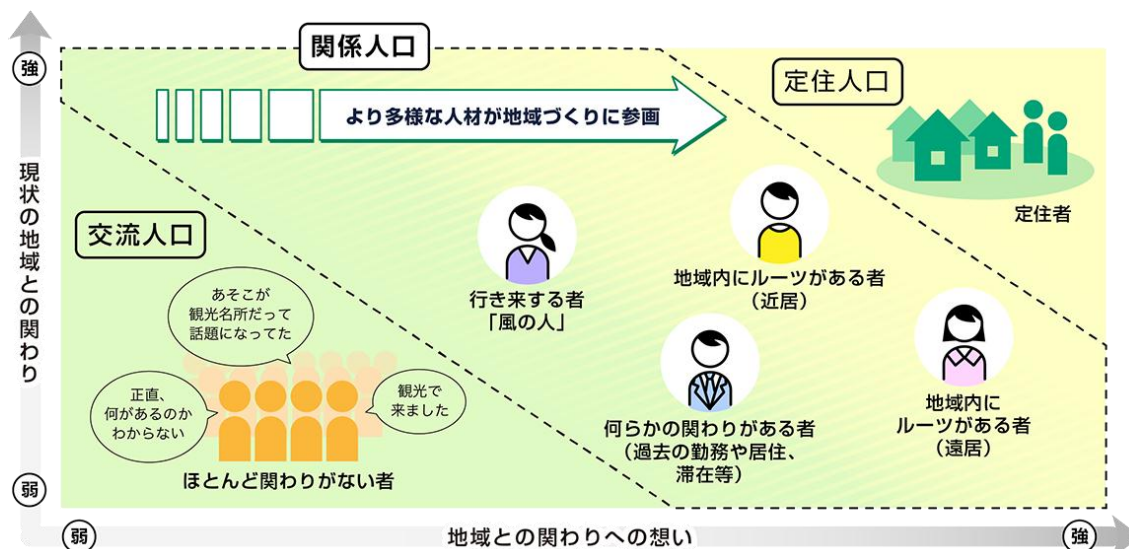 関係人口
強
定住人口
より多様な人材が地域づくりに参画
現状の地域との関わり
定住者
交流人口
地域内にルーツがある者
（近居）
行き来する者
「風の人」
あそこが
観光名所だって
話題になってた
正直、
何があるのか
わからない
観光で
来ました
何らかの関わりがある者
（過去の勤務や居住、
滞在等）
地域内に
ルーツがある者
（遠居）
ほとんど関わりがない者
弱
弱
地域との関わりへの想い
強